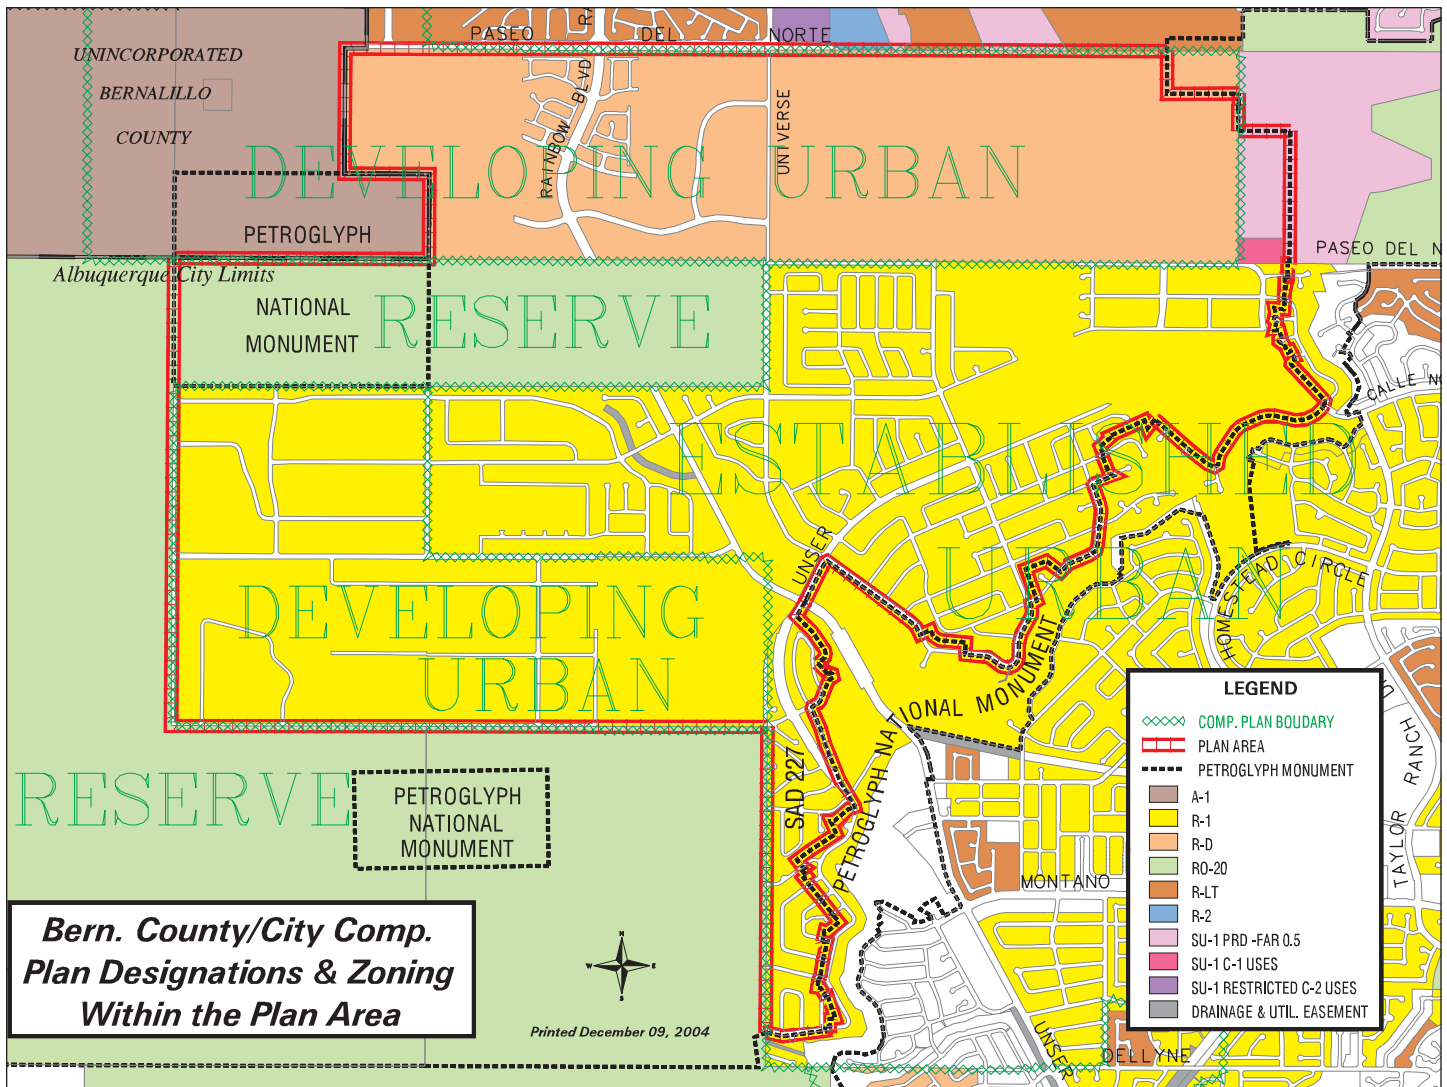 PASEO DEL NORTE
UNINCORPORATED
BERNALILLO
COUNTY
RAINBOW BLVD
UNIVERSE
DEVELOPING URBAN
PETROGLYPH
PASEO DEL N
Albuquerque City Limits
NATIONAL
MONUMENT
RESERVE
CALLE NO
ESTABLISHED
URBAN
UNSER
HOMESTEAD CIRCLE
DEVELOPING
URBAN
PETROGLYPH NATIONAL MONUMENT
SAD 227
RESERVE
PETROGLYPH
NATIONAL
MONUMENT
MONTANO
TAYLOR RANCH D
UNSER
DELLYNE
LEGEND
COMP. PLAN BOUDARY
PLAN AREA
PETROGLYPH MONUMENT
A-1
R-1
R-D
RO-20
R-LT
R-2
SU-1 PRD -FAR 0.5
SU-1 C-1 USES
SU-1 RESTRICTED C-2 USES
DRAINAGE & UTIL. EASEMENT
Bern. County/City Comp.
Plan Designations & Zoning
Within the Plan Area
N
W E
S
Printed December 09, 2004